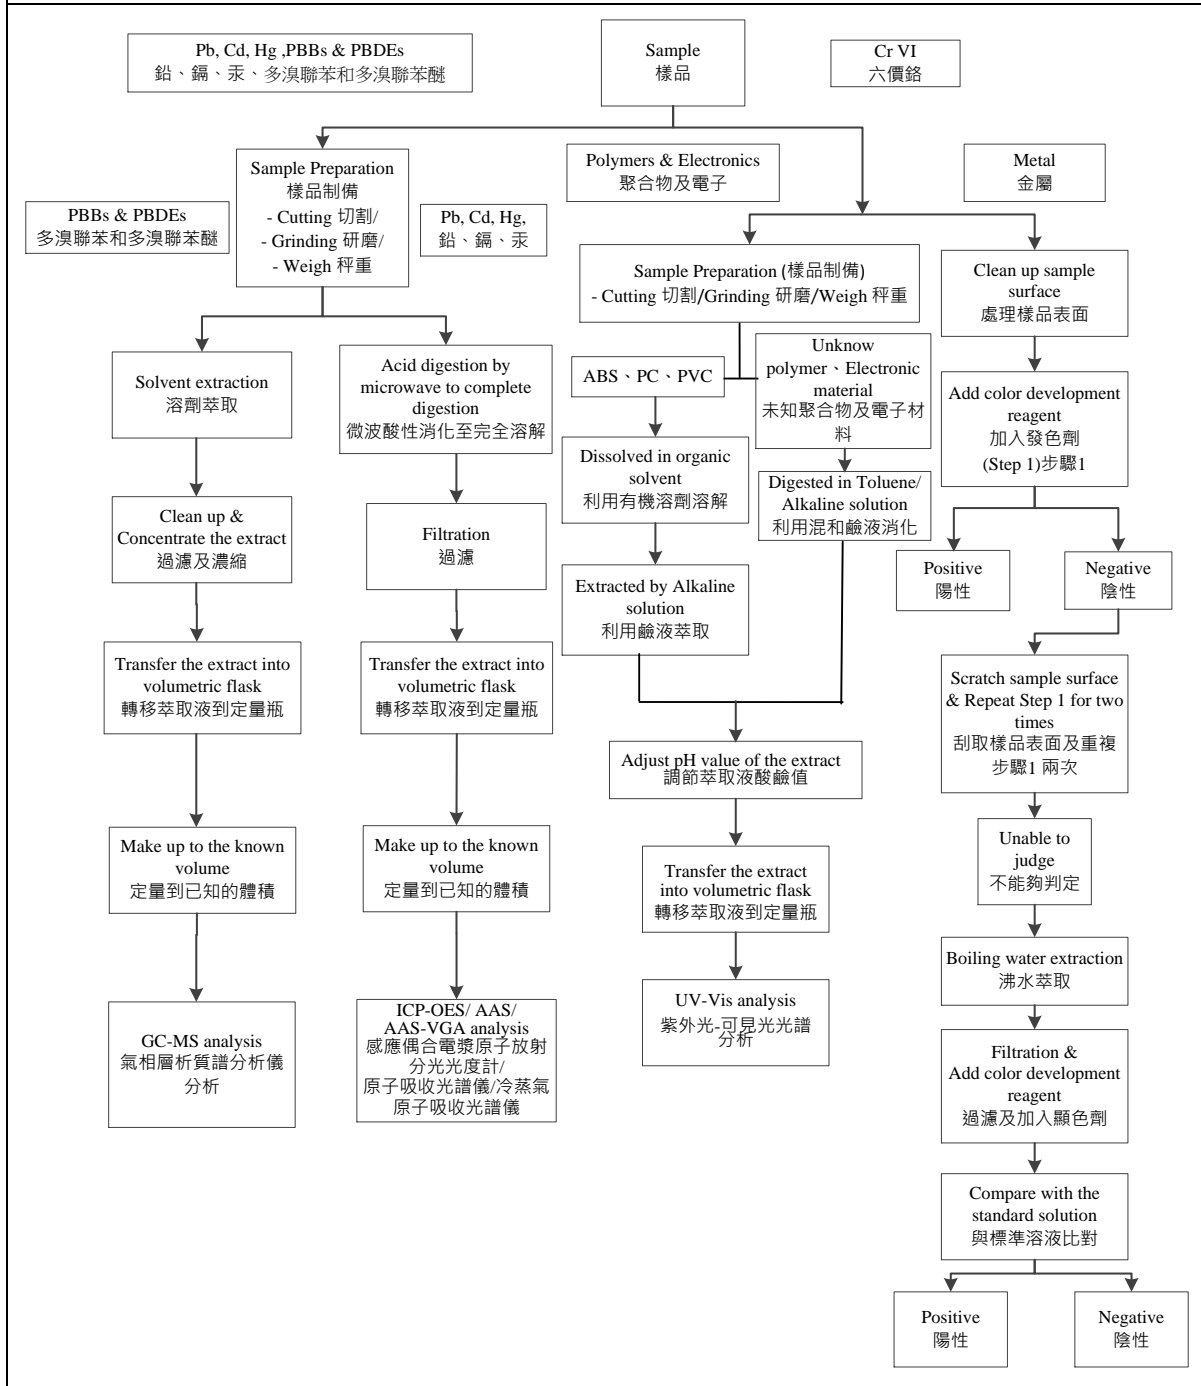 Pb, Cd, Hg ,PBBs & PBDEs
鉛、鎘、汞、多溴聯苯和多溴聯苯醚
Sample
樣品
Cr VI
六價鉻
Sample Preparation
樣品制備
- Cutting 切割/
- Grinding 研磨/
- Weigh 秤重
Polymers & Electronics
聚合物及電子
Metal
金屬
PBBs & PBDEs
多溴聯苯和多溴聯苯醚
Pb, Cd, Hg,
鉛、鎘、汞
Sample Preparation (樣品制備)
- Cutting 切割/Grinding 研磨/Weigh 秤重
Clean up sample
surface
處理樣品表面
Solvent extraction
溶劑萃取
Acid digestion by
microwave to complete
digestion
微波酸性消化至完全溶解
ABS、PC、PVC
Unknow
polymer、Electronic
material
未知聚合物及電子材
料
Add color development
reagent
加入發色劑
(Step 1)步驟1
Dissolved in organic
solvent
利用有機溶劑溶解
Digested in Toluene/
Alkaline solution
利用混和鹼液消化
Clean up &
Concentrate the extract
過濾及濃縮
Filtration
過濾
Positive
陽性
Negative
陰性
Extracted by Alkaline
solution
利用鹼液萃取
Transfer the extract into
volumetric flask
轉移萃取液到定量瓶
Transfer the extract into
volumetric flask
轉移萃取液到定量瓶
Scratch sample surface
& Repeat Step 1 for two
times
刮取樣品表面及重複
步驟1 兩次
Adjust pH value of the extract
調節萃取液酸鹼值
Make up to the known
volume
定量到已知的體積
Make up to the known
volume
定量到已知的體積
Transfer the extract
into volumetric flask
轉移萃取液到定量瓶
Unable to
judge
不能夠判定
Boiling water extraction
沸水萃取
GC-MS analysis
氣相層析質譜分析儀
分析
ICP-OES/ AAS/
AAS-VGA analysis
感應偶合電漿原子放射
分光光度計/
原子吸收光譜儀/冷蒸氣
原子吸收光譜儀
UV-Vis analysis
紫外光-可見光光譜
分析
Filtration &
Add color development
reagent
過濾及加入顯色劑
Compare with the
standard solution
與標準溶液比對
Positive
陽性
Negative
陰性